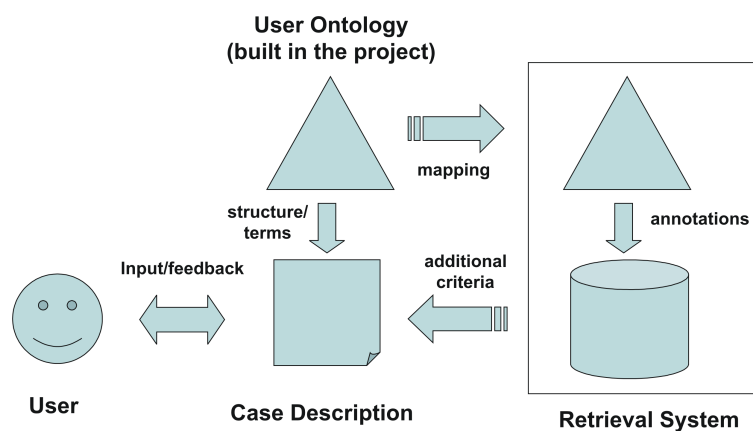 User Ontology
(built in the project)
mapping
structure/
terms
annotations
Input/feedback
additional
criteria
User
Case Description
Retrieval System